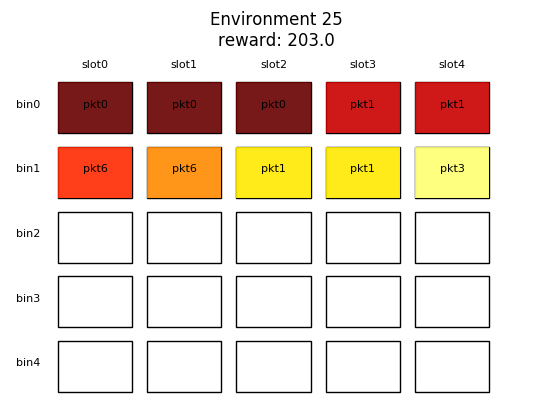 Environment 25
reward: 203.0
slot0 slot1 slot2 slot3 slot4
bin0 pkt0 pkt0 pkt0 pkt1 pkt1
bin1 pkt6 pkt6 pkt1 pkt1 pkt3
bin2
bin3
bin4